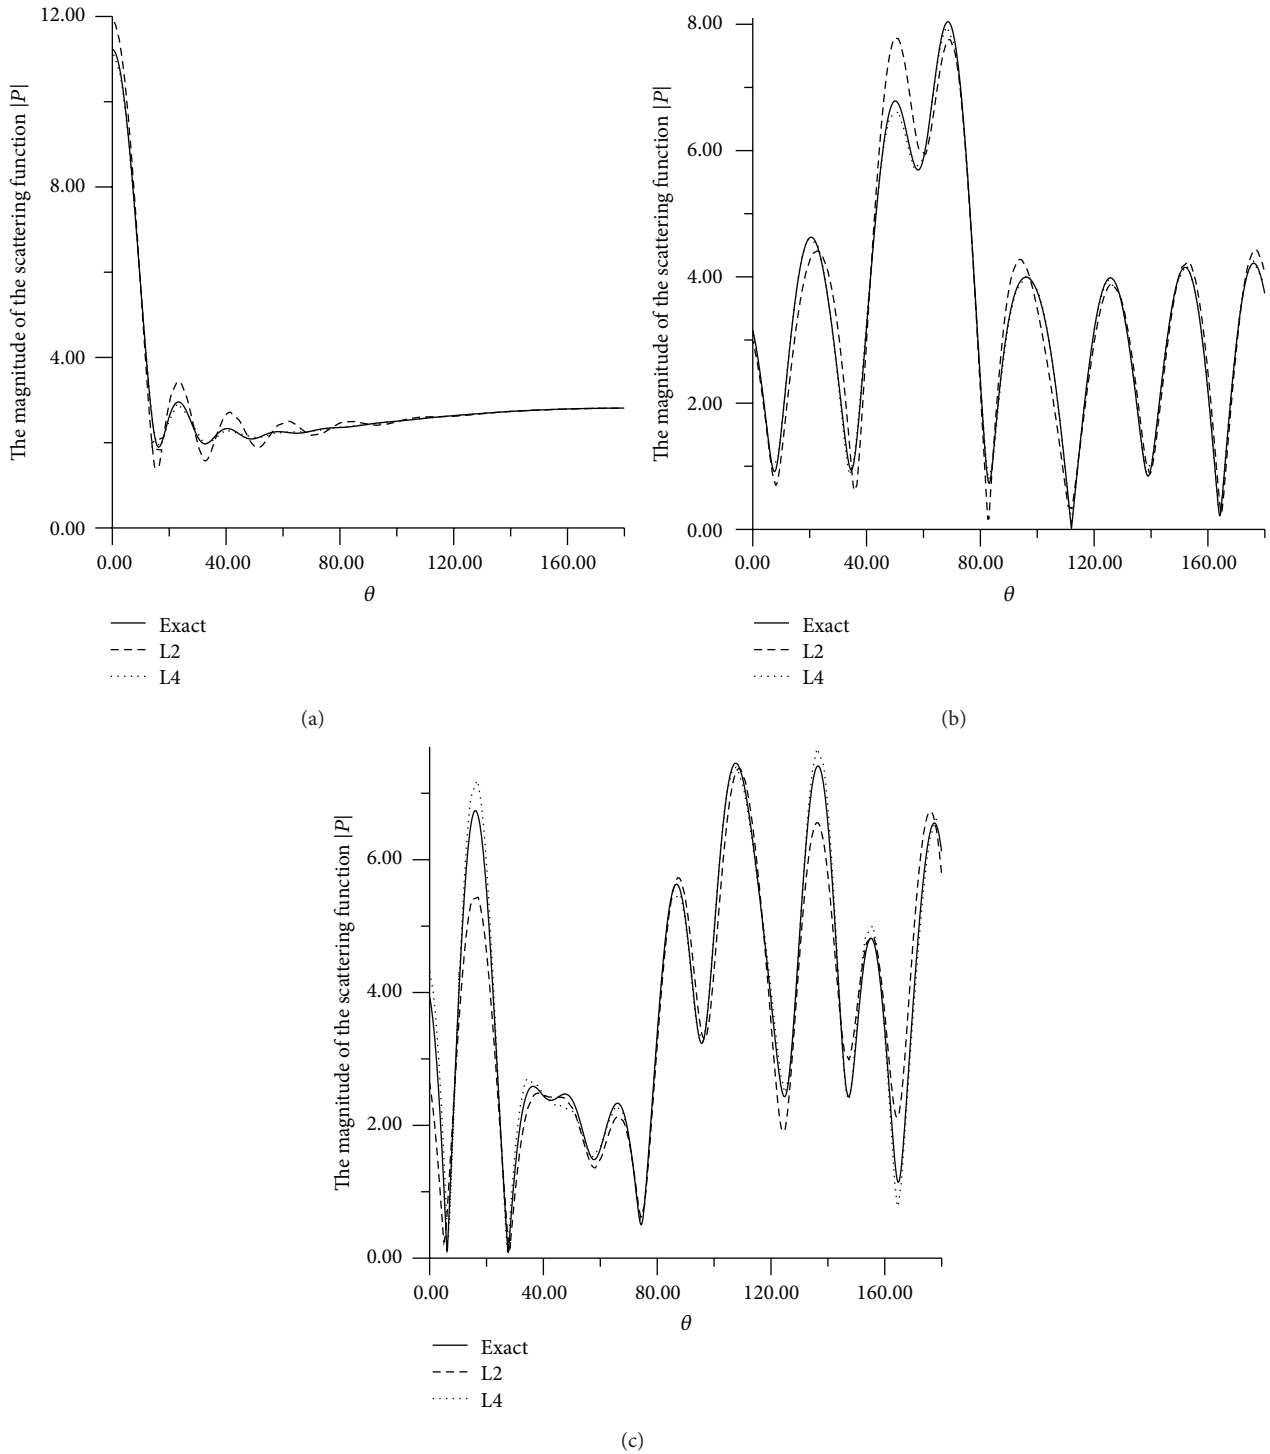 The magnitude of the scattering function |P|
12.00
8.00
4.00
0.00
0.00 40.00 80.00 120.00 160.00
θ
Exact
L2
L4
(a)
The magnitude of the scattering function |P|
8.00
6.00
4.00
2.00
0.00
0.00 40.00 80.00 120.00 160.00
θ
Exact
L2
L4
(b)
The magnitude of the scattering function |P|
6.00
4.00
2.00
0.00
0.00 40.00 80.00 120.00 160.00
θ
Exact
L2
L4
(c)